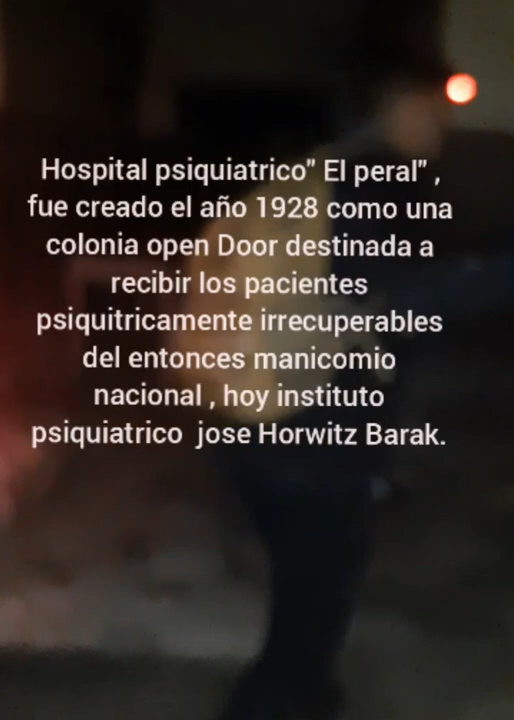 Hospital psiquiatrico" El peral" ,
fue creado el año 1928 como una
colonia open Door destinada a
recibir los pacientes
psiquitricamente irrecuperables
del entonces manicomio
nacional , hoy instituto
psiquiatrico  jose Horwitz Barak.